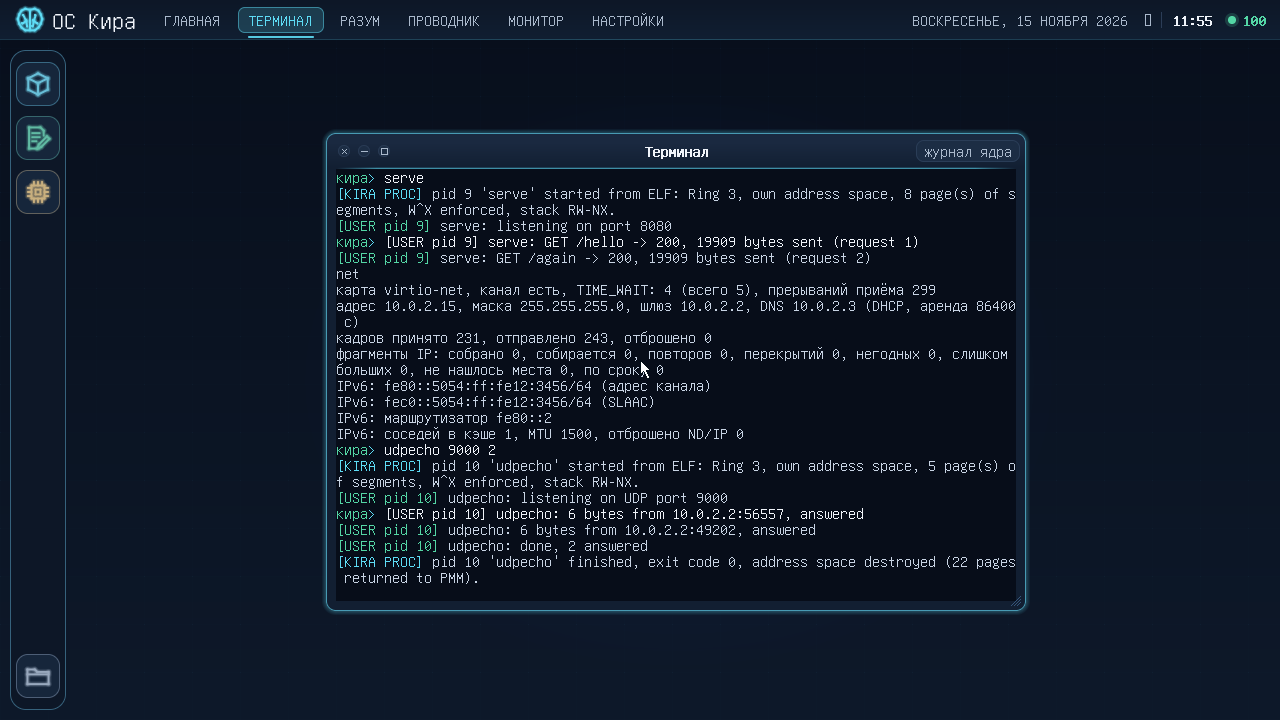 ОС Кира
ГЛАВНАЯ
ТЕРМИНАЛ
РАЗУМ
ПРОВОДНИК
МОНИТОР
НАСТРОЙКИ
ВОСКРЕСЕНЬЕ, 15 НОЯБРЯ 2026
11:55
100
Терминал
журнал ядра
кира> serve
[KIRA PROC] pid 9 'serve' started from ELF: Ring 3, own address space, 8 page(s) of s
egments, W^X enforced, stack RW-NX.
[USER pid 9] serve: listening on port 8080
кира> [USER pid 9] serve: GET /hello -> 200, 19909 bytes sent (request 1)
[USER pid 9] serve: GET /again -> 200, 19909 bytes sent (request 2)
net
карта virtio-net, канал есть, TIME_WAIT: 4 (всего 5), прерываний приёма 299
адрес 10.0.2.15, маска 255.255.255.0, шлюз 10.0.2.2, DNS 10.0.2.3 (DHCP, аренда 86400
с)
кадров принято 231, отправлено 243, отброшено 0
фрагменты IP: собрано 0, собирается 0, повторов 0, перекрытий 0, негодных 0, слишком
больших 0, не нашлось места 0, по сроку 0
IPv6: fe80::5054:ff:fe12:3456/64 (адрес канала)
IPv6: fec0::5054:ff:fe12:3456/64 (SLAAC)
IPv6: маршрутизатор fe80::2
IPv6: соседей в кэше 1, MTU 1500, отброшено ND/IP 0
кира> udpecho 9000 2
[KIRA PROC] pid 10 'udpecho' started from ELF: Ring 3, own address space, 5 page(s) o
f segments, W^X enforced, stack RW-NX.
[USER pid 10] udpecho: listening on UDP port 9000
кира> [USER pid 10] udpecho: 6 bytes from 10.0.2.2:56557, answered
[USER pid 10] udpecho: 6 bytes from 10.0.2.2:49202, answered
[USER pid 10] udpecho: done, 2 answered
[KIRA PROC] pid 10 'udpecho' finished, exit code 0, address space destroyed (22 pages
returned to PMM).